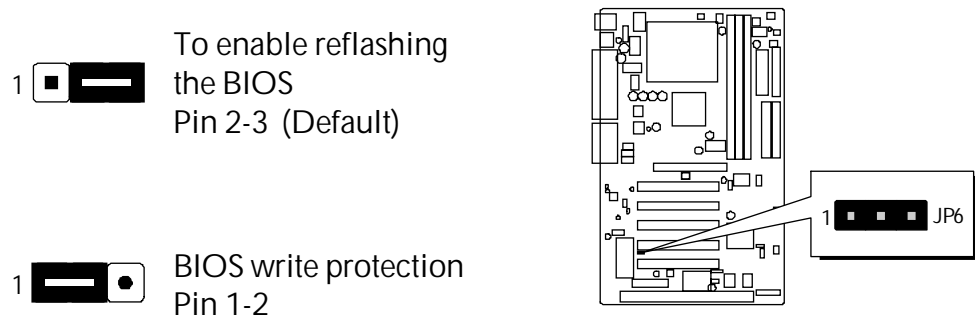 To enable reflashing
1 the BIOS
Pin 2-3 (Default)
1 JP6
BIOS write protection
1 Pin 1-2